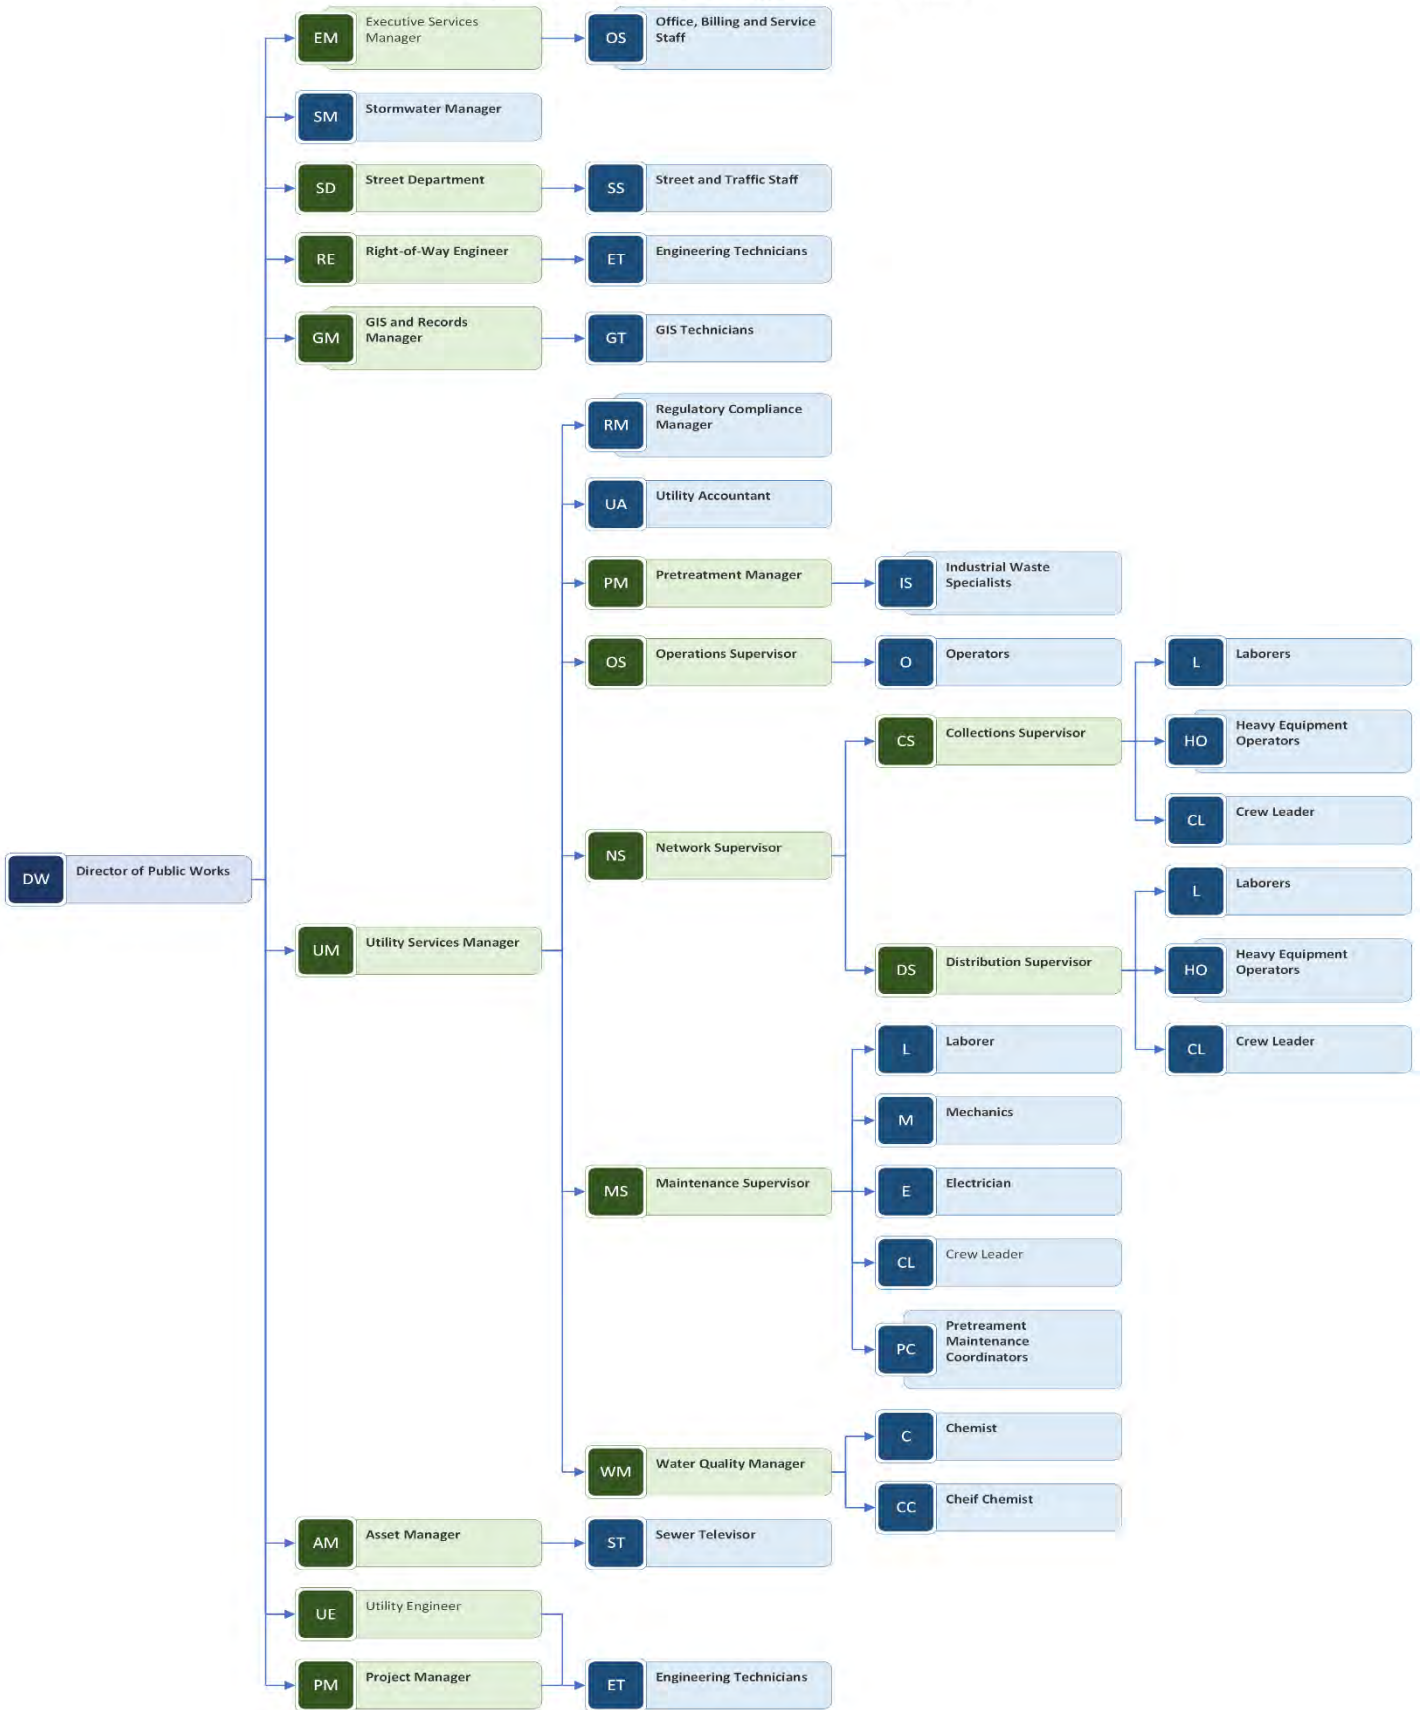 EM
Executive Services
Manager
OS
Office, Billing and Service
Staff
SM
Stormwater Manager
SD
Street Department
SS
Street and Traffic Staff
RE
Right-of-Way Engineer
ET
Engineering Technicians
GM
GIS and Records
Manager
GT
GIS Technicians
RM
Regulatory Compliance
Manager
UA
Utility Accountant
PM
Pretreatment Manager
IS
Industrial Waste
Specialists
OS
Operations Supervisor
O
Operators
L
Laborers
CS
Collections Supervisor
HO
Heavy Equipment
Operators
CL
Crew Leader
NS
Network Supervisor
DW
Director of Public Works
L
Laborers
UM
Utility Services Manager
DS
Distribution Supervisor
HO
Heavy Equipment
Operators
L
Laborer
CL
Crew Leader
M
Mechanics
MS
Maintenance Supervisor
E
Electrician
CL
Crew Leader
PC
Pretreament
Maintenance
Coordinators
C
Chemist
WM
Water Quality Manager
CC
Cheif Chemist
AM
Asset Manager
ST
Sewer Televisor
UE
Utility Engineer
PM
Project Manager
ET
Engineering Technicians